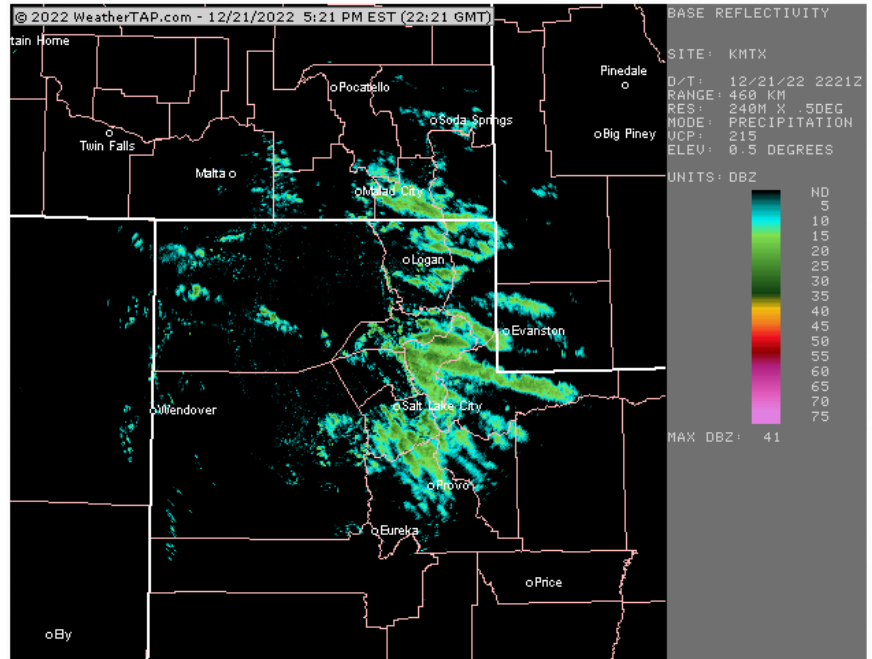 © 2022 WeatherTAP.com - 12/21/2022 5:21 PM EST (22:21 GMT)
BASE REFLECTIVITY
tain Home
SITE: KMTX
Pinedale
Pocatello
D/T: 12/21/22 2221Z
RANGE: 460 KM
RES: 240M X .5DEG
MODE: PRECIPITATION
VCP: 215
ELEV: 0.5 DEGREES
Soda Springs
Big Piney
Twin Falls
Malta
UNITS: DBZ
Malad City
ND
5
10
15
20
25
30
35
40
45
50
55
60
65
70
75
Logan
Evanston
Salt Lake City
Wendover
MAX DBZ: 41
Provo
Eureka
Price
Ely